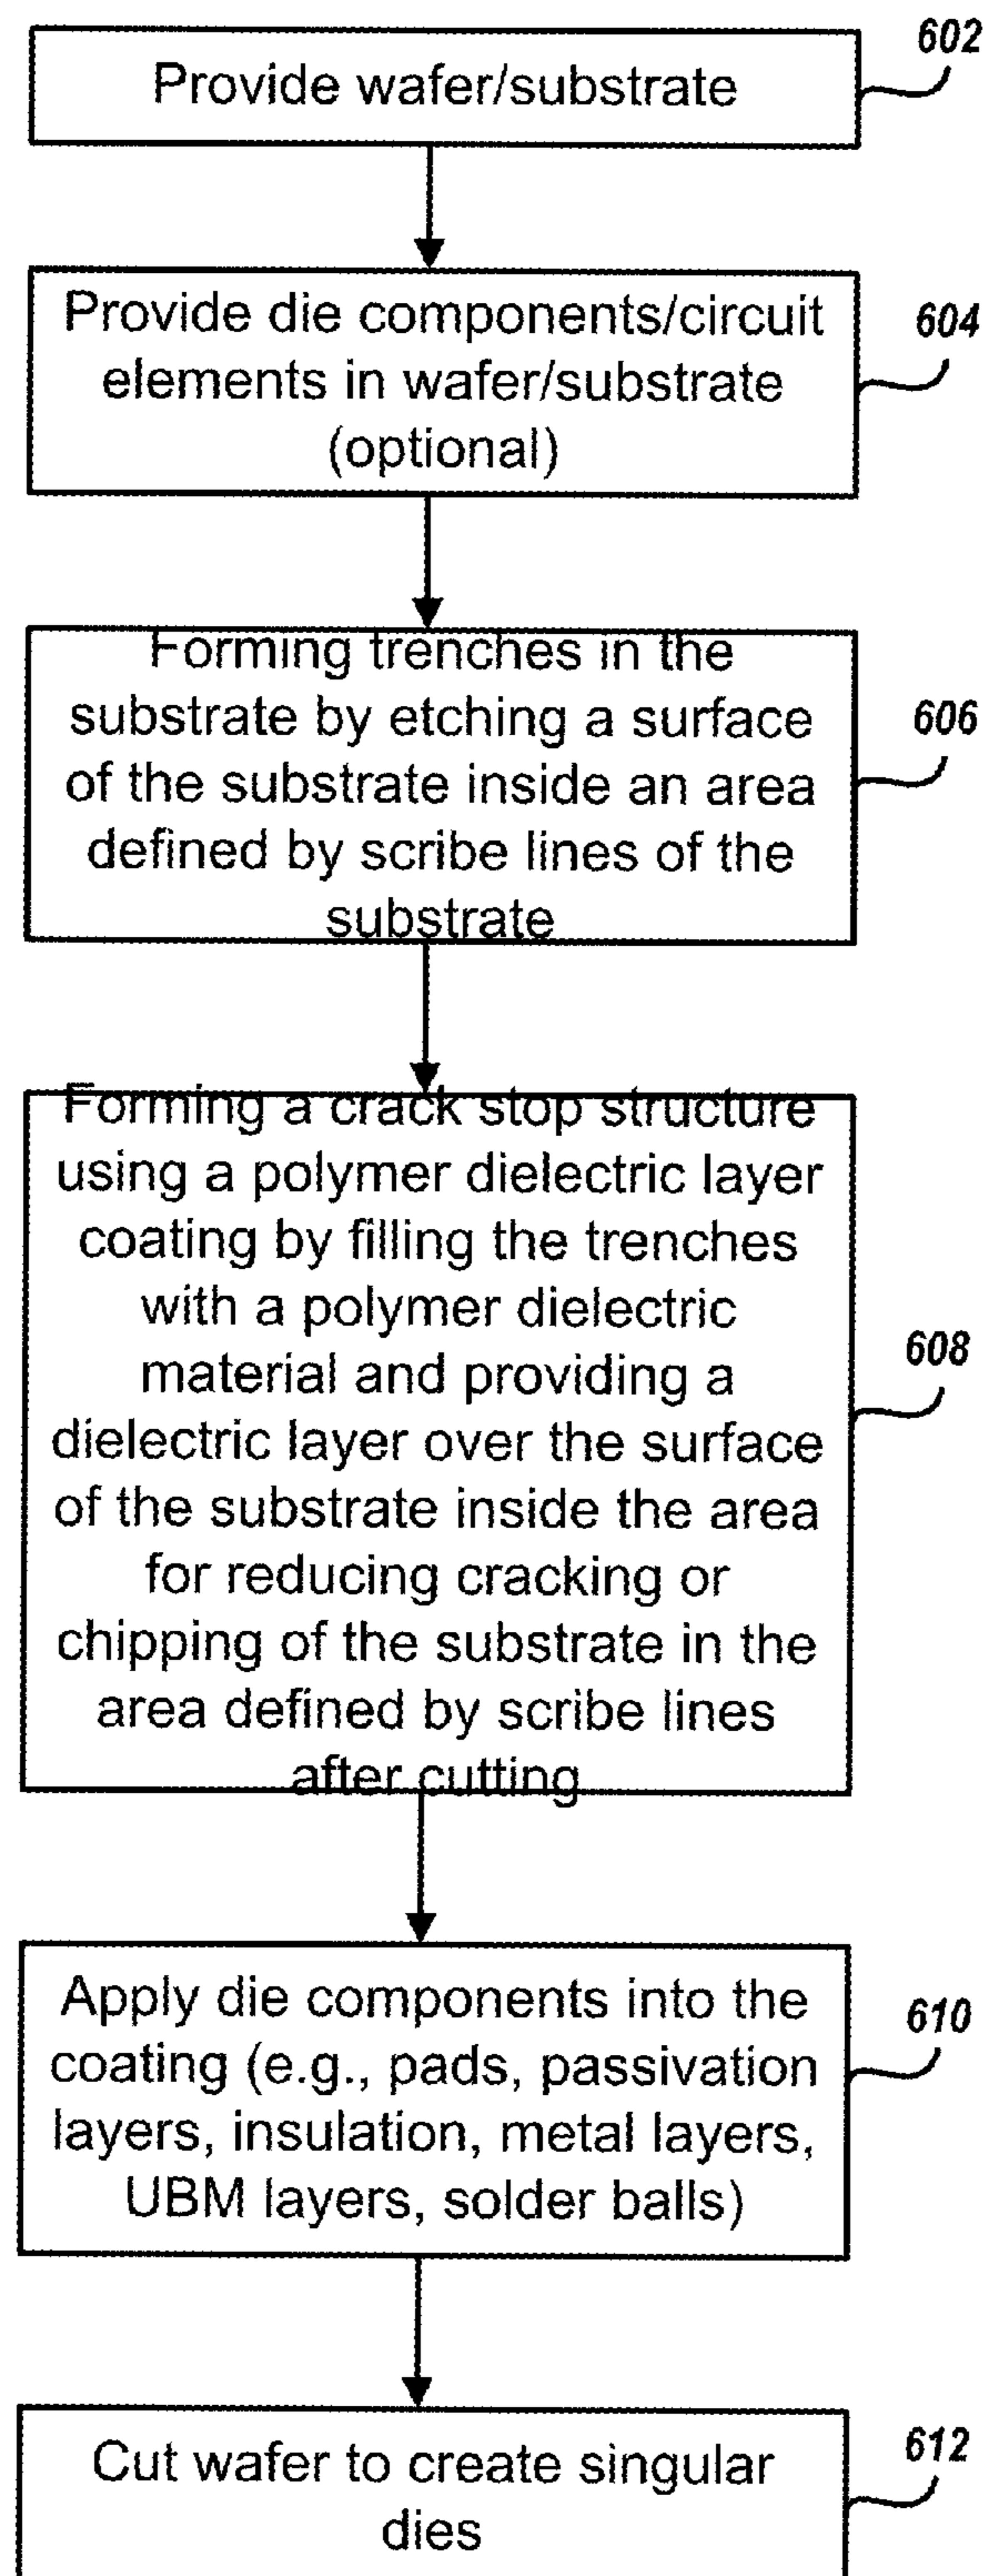 602
Provide wafer/substrate
604
Provide die components/circuit
elements in wafer/substrate
(optional)
606
Forming trenches in the
substrate by etching a surface
of the substrate inside an area
defined by scribe lines of the
substrate
608
Forming a crack stop structure
using a polymer dielectric layer
coating by filling the trenches
with a polymer dielectric
material and providing a
dielectric layer over the surface
of the substrate inside the area
for reducing cracking or
chipping of the substrate in the
area defined by scribe lines
after cutting
610
Apply die components into the
coating (e.g., pads, passivation
layers, insulation, metal layers,
UBM layers, solder balls)
612
Cut wafer to create singular
dies